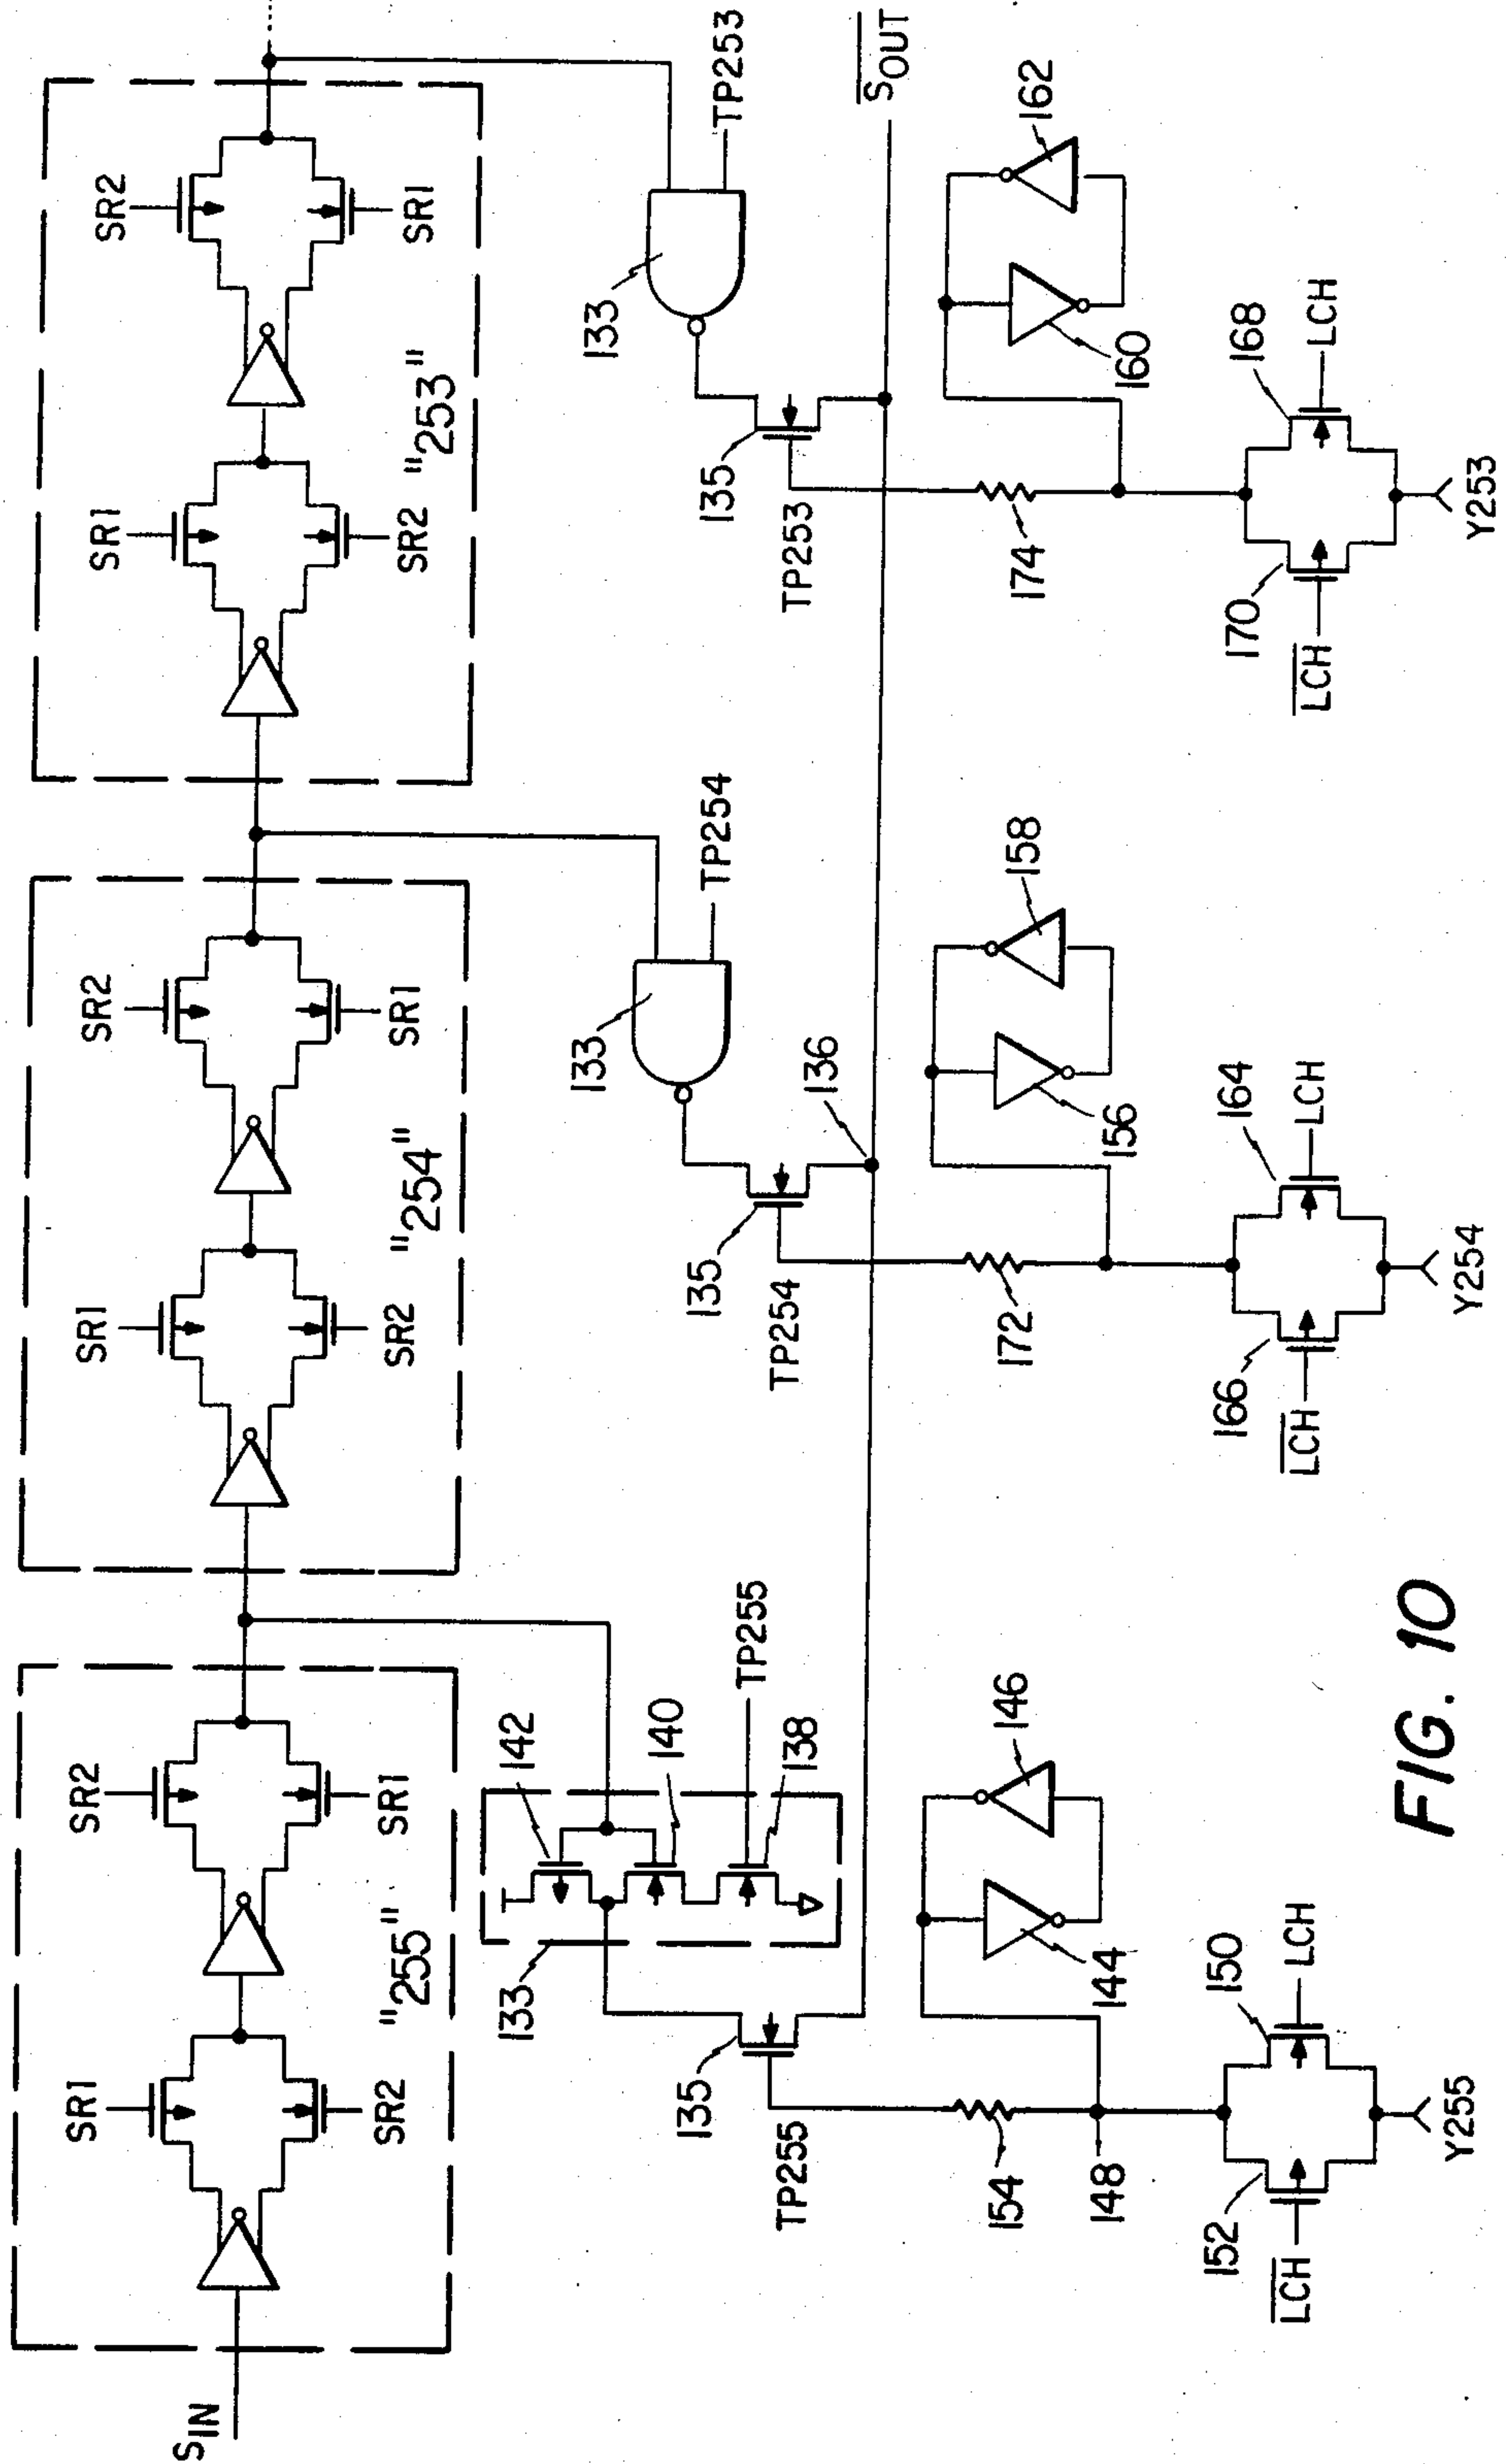 S̅O̅U̅T̅
SR2
SR2
SR2
SR1
SR1
SR1
SIN
SR1
SR1
SR1
SR2
SR2
SR2
"255"
"254"
"253"
142
140
138
TP255
133
133
TP254
133
TP253
135
TP255
135
TP254
136
135
TP253
154
148
144
146
172
156
158
174
160
162
152
150
L̅C̅H̅
LCH
Y255
166
164
L̅C̅H̅
LCH
Y254
170
168
L̅C̅H̅
LCH
Y253
FIG. 10